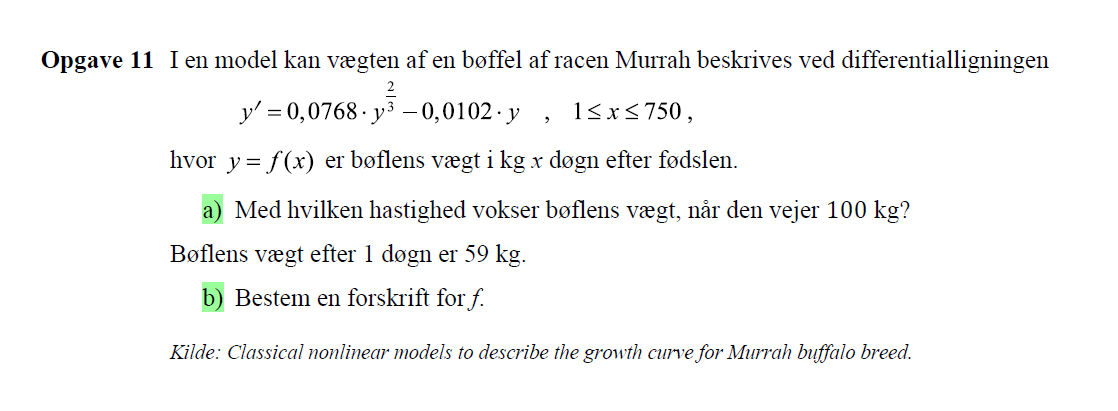 Opgave 11 I en model kan vægten af en bøffel af racen Murrah beskrives ved differentialligningen
y′ = 0,0768 · y^(2/3) − 0,0102 · y , 1 ≤ x ≤ 750 ,
hvor y = f(x) er bøflens vægt i kg x døgn efter fødslen.
a) Med hvilken hastighed vokser bøflens vægt, når den vejer 100 kg?
Bøflens vægt efter 1 døgn er 59 kg.
b) Bestem en forskrift for f.
Kilde: Classical nonlinear models to describe the growth curve for Murrah buffalo breed.